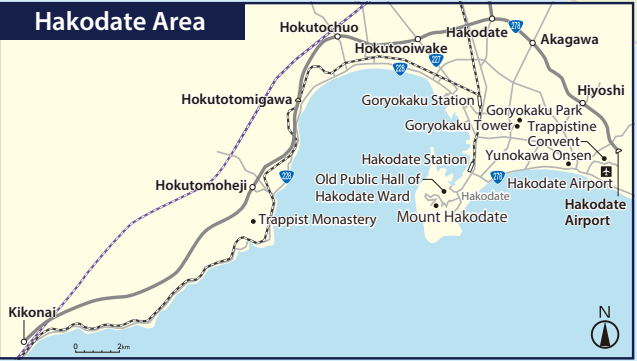 Hakodate Area
Hokutochuo
Hakodate
278
Hokutooiwake
Akagawa
227
228
Hokutotomigawa
Goryokaku Station
Hiyoshi
Goryokaku Park
Goryokaku Tower
Trappistine
Convent
Hakodate Station
Yunokawa Onsen
Hokutomoheji
228
Old Public Hall of
Hakodate Ward
278
Hakodate Airport
Hakodate
Hakodate
Airport
Trappist Monastery
Mount Hakodate
Kikonai
0
2km
N